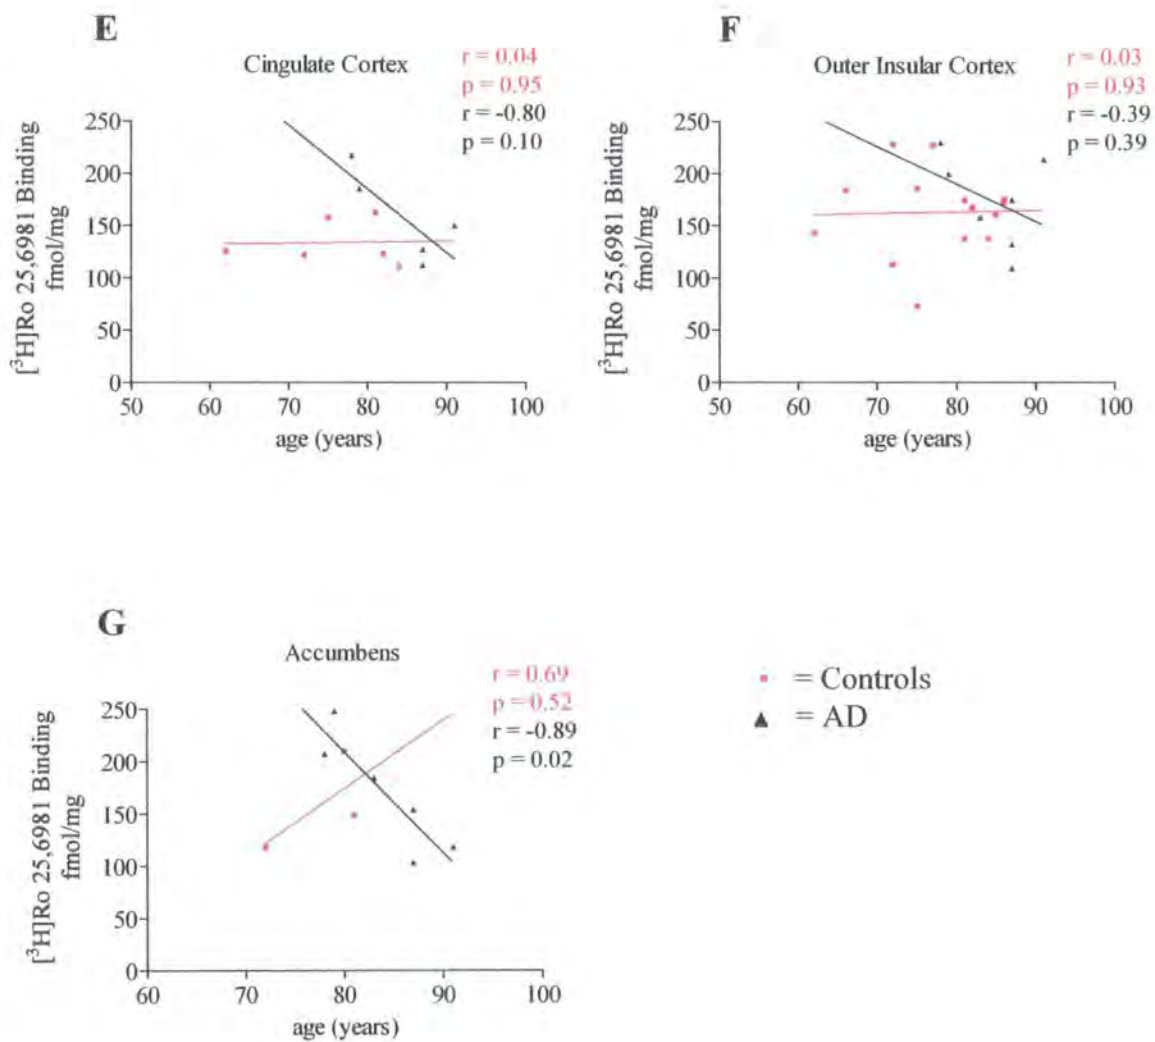 E
Cingulate Cortex
r = 0.04
p = 0.95
r = -0.80
p = 0.10
[³H]Ro 25,6981 Binding
fmol/mg
250
200
150
100
50
0
50 60 70 80 90 100
age (years)
F
Outer Insular Cortex
r = 0.03
p = 0.93
r = -0.39
p = 0.39
[³H]Ro 25,6981 Binding
fmol/mg
250
200
150
100
50
0
50 60 70 80 90 100
age (years)
G
Accumbens
r = 0.69
p = 0.52
r = -0.89
p = 0.02
[³H]Ro 25,6981 Binding
fmol/mg
250
200
150
100
50
0
60 70 80 90 100
age (years)
= Controls
= AD